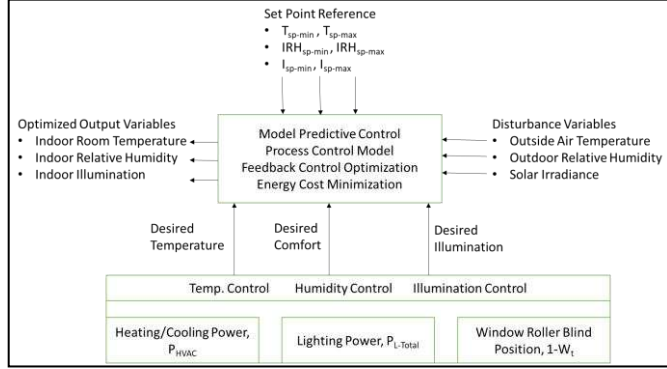 Set Point Reference
• T_sp-min, T_sp-max
• IRH_sp-min, IRH_sp-max
• I_sp-min, I_sp-max
Optimized Output Variables
• Indoor Room Temperature
• Indoor Relative Humidity
• Indoor Illumination
Model Predictive Control
Process Control Model
Feedback Control Optimization
Energy Cost Minimization
Disturbance Variables
• Outside Air Temperature
• Outdoor Relative Humidity
• Solar Irradiance
Desired
Temperature
Desired
Comfort
Desired
Illumination
Temp. Control Humidity Control Illumination Control
Heating/Cooling Power,
P_HVAC
Lighting Power, P_L-Total
Window Roller Blind
Position, 1-W_t